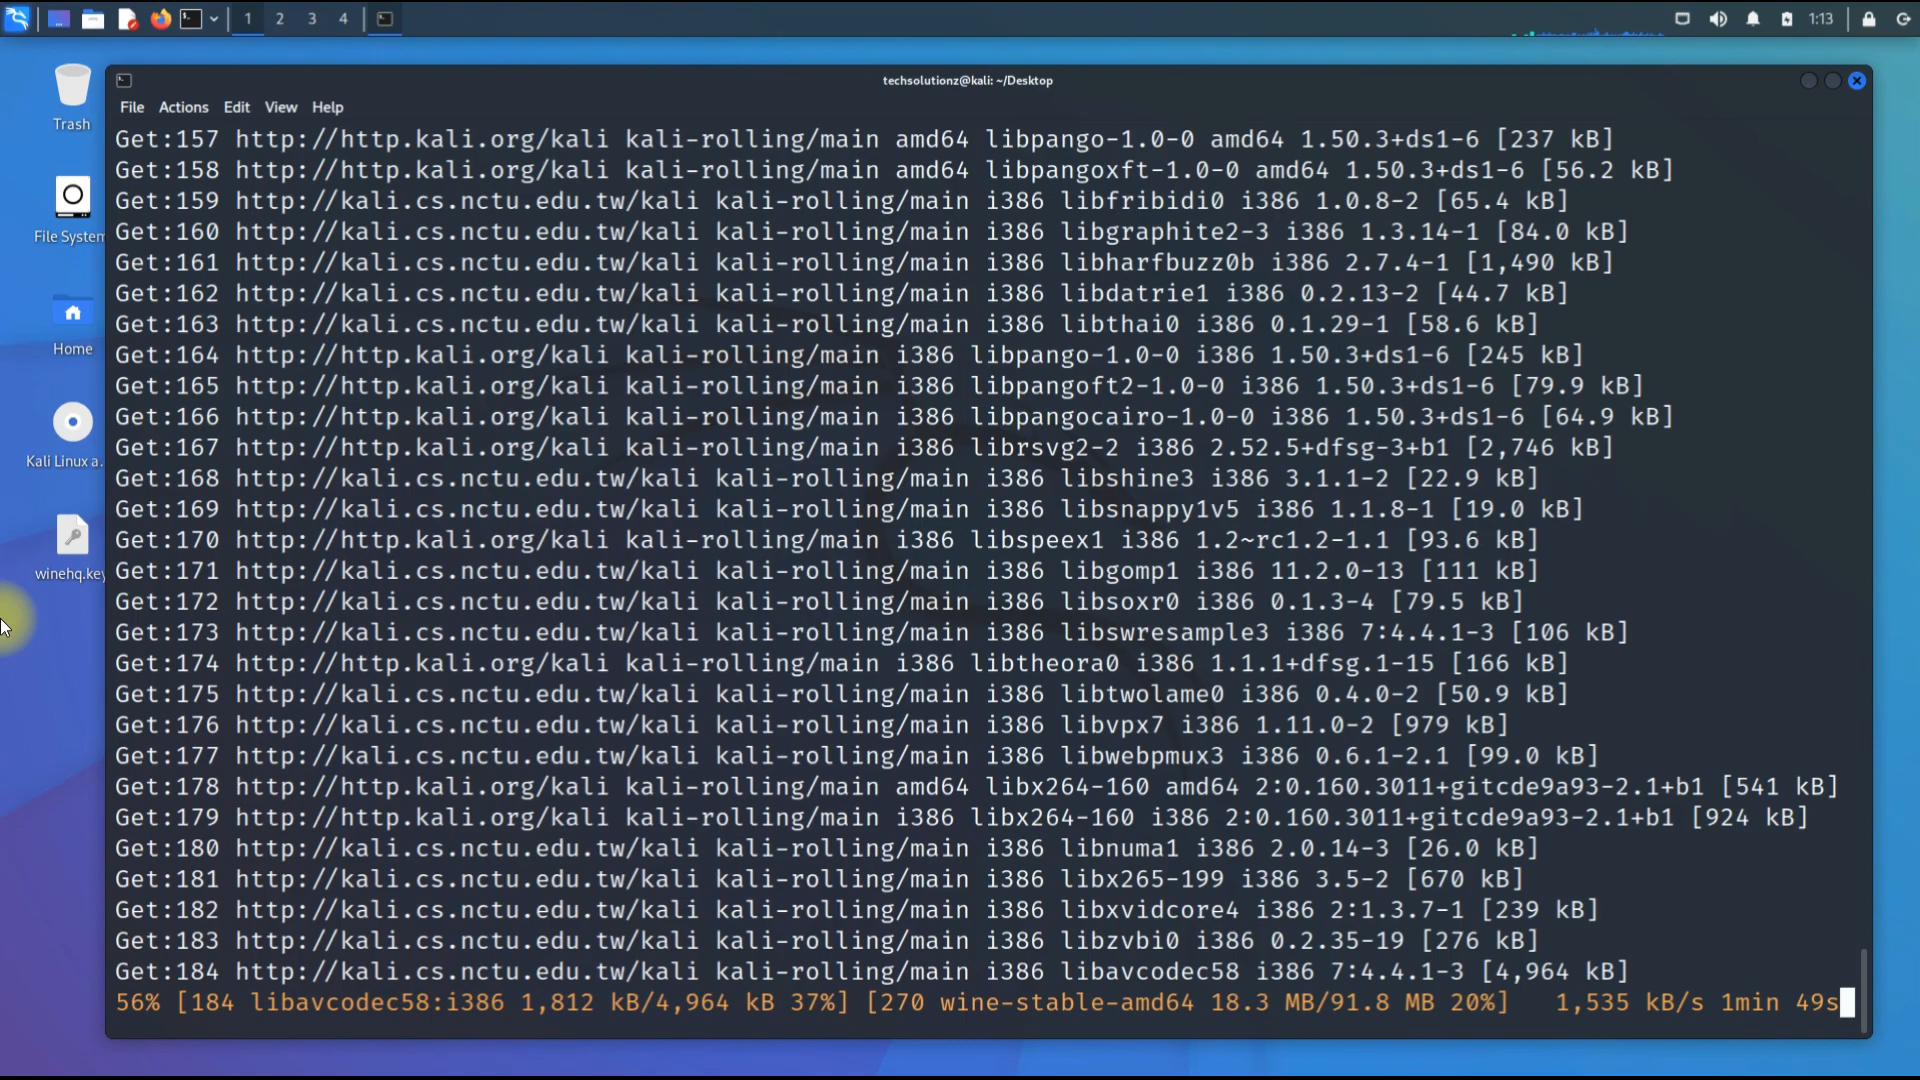 1 2 3 4
1:13
techsolutionz@kali: ~/Desktop
File Actions Edit View Help
Trash
File System
Home
Kali Linux a.
winehq.key
Get:157 http://http.kali.org/kali kali-rolling/main amd64 libpango-1.0-0 amd64 1.50.3+ds1-6 [237 kB]
Get:158 http://http.kali.org/kali kali-rolling/main amd64 libpangoxft-1.0-0 amd64 1.50.3+ds1-6 [56.2 kB]
Get:159 http://kali.cs.nctu.edu.tw/kali kali-rolling/main i386 libfribidi0 i386 1.0.8-2 [65.4 kB]
Get:160 http://kali.cs.nctu.edu.tw/kali kali-rolling/main i386 libgraphite2-3 i386 1.3.14-1 [84.0 kB]
Get:161 http://kali.cs.nctu.edu.tw/kali kali-rolling/main i386 libharfbuzz0b i386 2.7.4-1 [1,490 kB]
Get:162 http://kali.cs.nctu.edu.tw/kali kali-rolling/main i386 libdatrie1 i386 0.2.13-2 [44.7 kB]
Get:163 http://kali.cs.nctu.edu.tw/kali kali-rolling/main i386 libthai0 i386 0.1.29-1 [58.6 kB]
Get:164 http://http.kali.org/kali kali-rolling/main i386 libpango-1.0-0 i386 1.50.3+ds1-6 [245 kB]
Get:165 http://http.kali.org/kali kali-rolling/main i386 libpangoft2-1.0-0 i386 1.50.3+ds1-6 [79.9 kB]
Get:166 http://http.kali.org/kali kali-rolling/main i386 libpangocairo-1.0-0 i386 1.50.3+ds1-6 [64.9 kB]
Get:167 http://http.kali.org/kali kali-rolling/main i386 librsvg2-2 i386 2.52.5+dfsg-3+b1 [2,746 kB]
Get:168 http://kali.cs.nctu.edu.tw/kali kali-rolling/main i386 libshine3 i386 3.1.1-2 [22.9 kB]
Get:169 http://kali.cs.nctu.edu.tw/kali kali-rolling/main i386 libsnappy1v5 i386 1.1.8-1 [19.0 kB]
Get:170 http://http.kali.org/kali kali-rolling/main i386 libspeex1 i386 1.2~rc1.2-1.1 [93.6 kB]
Get:171 http://kali.cs.nctu.edu.tw/kali kali-rolling/main i386 libgomp1 i386 11.2.0-13 [111 kB]
Get:172 http://kali.cs.nctu.edu.tw/kali kali-rolling/main i386 libsoxr0 i386 0.1.3-4 [79.5 kB]
Get:173 http://kali.cs.nctu.edu.tw/kali kali-rolling/main i386 libswresample3 i386 7:4.4.1-3 [106 kB]
Get:174 http://http.kali.org/kali kali-rolling/main i386 libtheora0 i386 1.1.1+dfsg.1-15 [166 kB]
Get:175 http://kali.cs.nctu.edu.tw/kali kali-rolling/main i386 libtwolame0 i386 0.4.0-2 [50.9 kB]
Get:176 http://kali.cs.nctu.edu.tw/kali kali-rolling/main i386 libvpx7 i386 1.11.0-2 [979 kB]
Get:177 http://kali.cs.nctu.edu.tw/kali kali-rolling/main i386 libwebpmux3 i386 0.6.1-2.1 [99.0 kB]
Get:178 http://http.kali.org/kali kali-rolling/main amd64 libx264-160 amd64 2:0.160.3011+gitcde9a93-2.1+b1 [541 kB]
Get:179 http://http.kali.org/kali kali-rolling/main i386 libx264-160 i386 2:0.160.3011+gitcde9a93-2.1+b1 [924 kB]
Get:180 http://kali.cs.nctu.edu.tw/kali kali-rolling/main i386 libnuma1 i386 2.0.14-3 [26.0 kB]
Get:181 http://kali.cs.nctu.edu.tw/kali kali-rolling/main i386 libx265-199 i386 3.5-2 [670 kB]
Get:182 http://kali.cs.nctu.edu.tw/kali kali-rolling/main i386 libxvidcore4 i386 2:1.3.7-1 [239 kB]
Get:183 http://kali.cs.nctu.edu.tw/kali kali-rolling/main i386 libzvbi0 i386 0.2.35-19 [276 kB]
Get:184 http://kali.cs.nctu.edu.tw/kali kali-rolling/main i386 libavcodec58 i386 7:4.4.1-3 [4,964 kB]
56% [184 libavcodec58:i386 1,812 kB/4,964 kB 37%] [270 wine-stable-amd64 18.3 MB/91.8 MB 20%] 1,535 kB/s 1min 49s